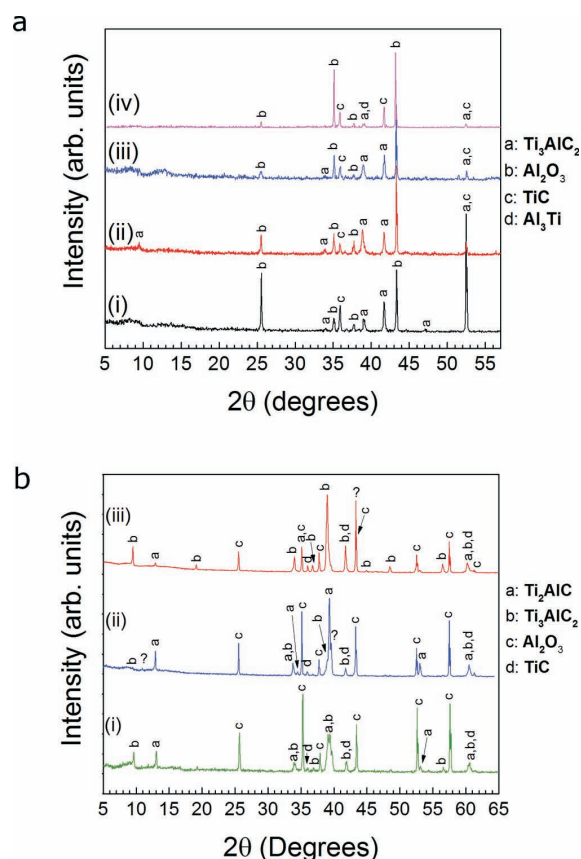 a
Intensity (arb. units)
(iv) b b c b a,d c b a,c
(iii) b a b c b a a a,c
(ii) a b a b c b a a
(i) b a b c b a a b a a,c
a: Ti₃AlC₂
b: Al₂O₃
c: TiC
d: Al₃Ti
5 10 15 20 25 30 35 40 45 50 55
2θ (degrees)
b
Intensity (arb. units)
(iii) b a b c b a,c d b c b b,d ? c b b c c b a,b,d c
(ii) b ? a c a,b a c d c b a ? b,d c c a c a,b,d
(i) b a c a,b c d b c a,b b,d c c a b c a,b,d
a: Ti₂AlC
b: Ti₃AlC₂
c: Al₂O₃
d: TiC
5 10 15 20 25 30 35 40 45 50 55 60 65
2θ (Degrees)